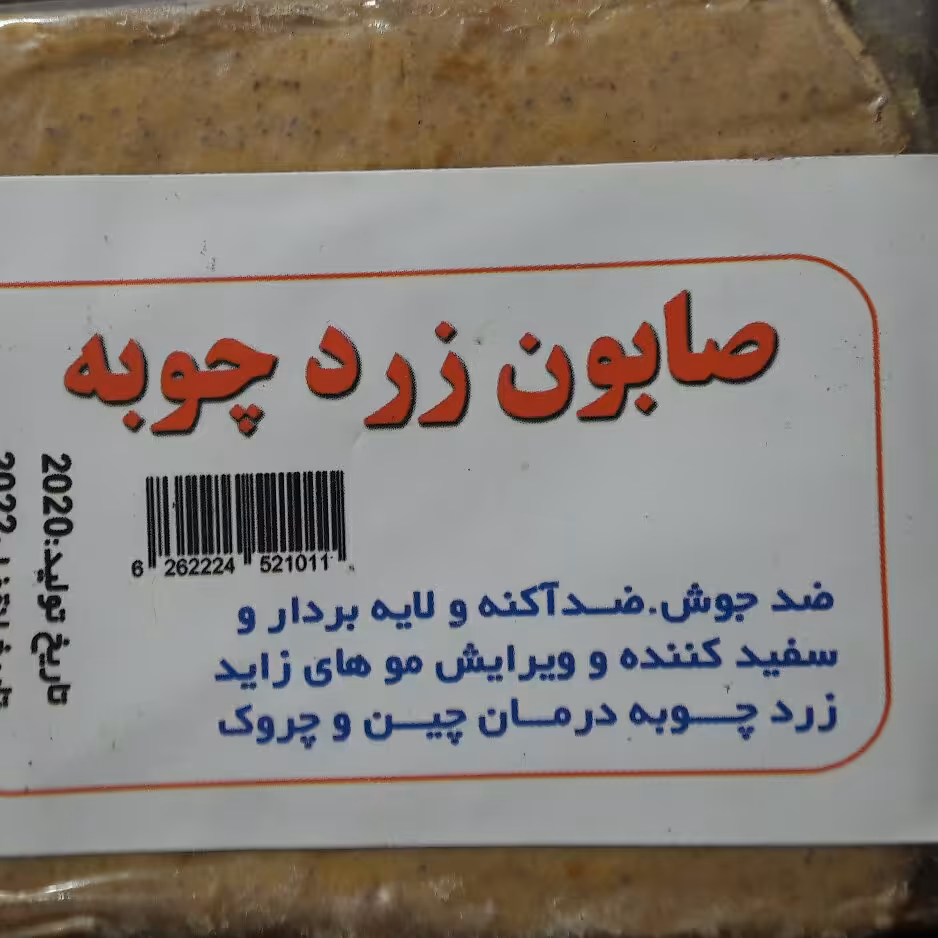 صابون زرد چوبه
6 262224 521011
ضد جوش.ضدآکنه و لایه بردار و
سفید کننده و ویرایش مو های زاید
زرد چوبه درمان چین و چروک
تاریخ تولید:2020